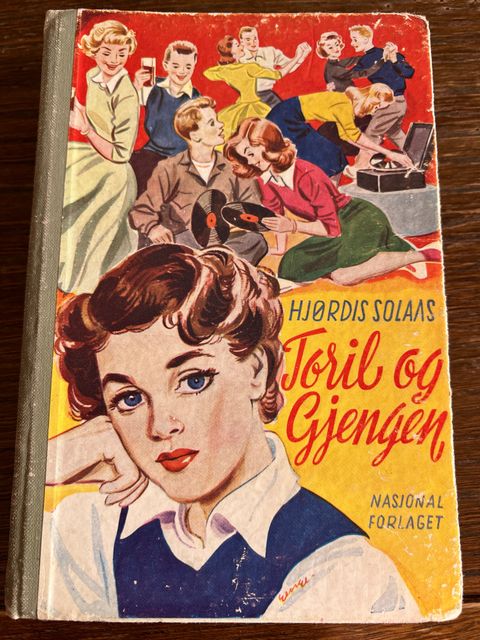 HJØRDIS SOLAAS
Toril og
Gjengen
NASJONAL
FORLAGET